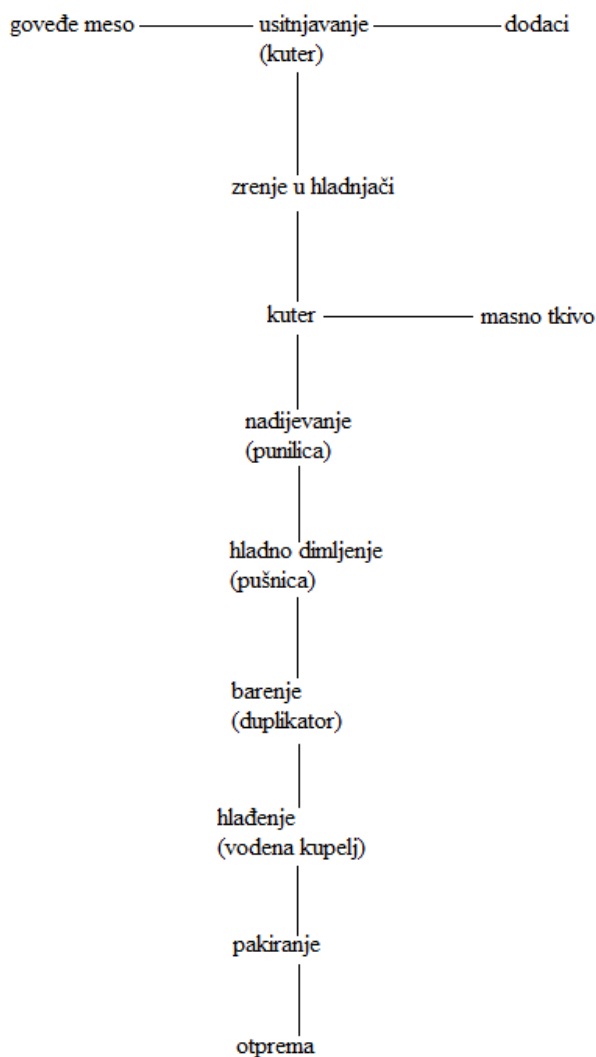 goveđe meso
usitnjavanje
(kuter)
dodaci
zrenje u hladnjači
kuter
masno tkivo
nadijevanje
(punilica)
hladno dimljenje
(pušnica)
barenje
(duplikator)
hlađenje
(vodena kupelj)
pakiranje
otprema